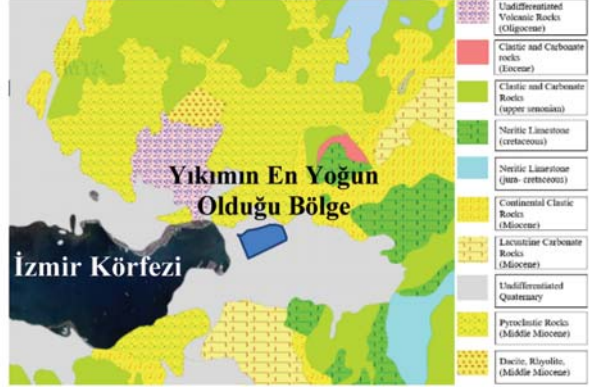 Yıkımın En Yoğun
Olduğu Bölge
İzmir Körfezi
Undifferentiated
Volcanic Rocks
(Oligocene)
Clastic and Carbonate
rocks
(Eocene)
Clastic and Carbonate
Rocks
(upper senonian)
Neritic Limestone
(cretaceous)
Neritic Limestone
(jura- cretaceous)
Continental Clastic
Rocks
(Miocene)
Lacustrine Carbonate
Rocks
(Miocene)
Undifferentiated
Quaternary
Pyroclastic Rocks
(Middle Miocene)
Dacite, Rhyolite,
(Middle Miocene)